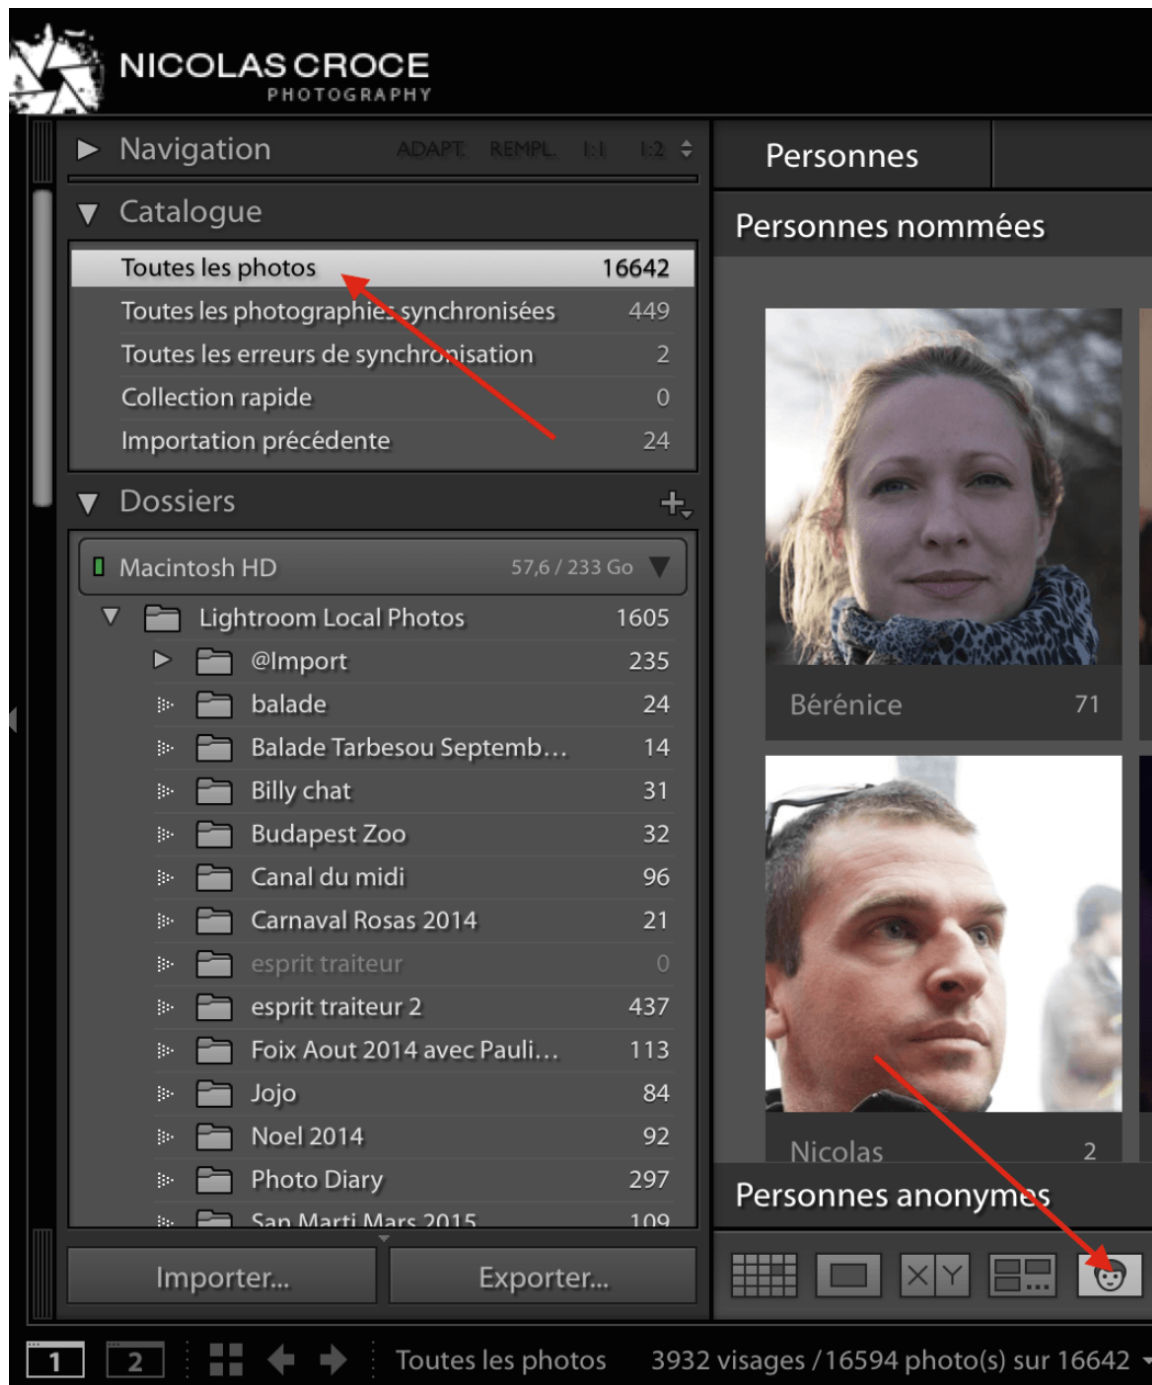 NICOLAS CROCE
PHOTOGRAPHY
Navigation ADAPT. REMPL. 1:1 1:2
Personnes
Catalogue
Personnes nommées
Toutes les photos 16642
Toutes les photographies synchronisées 449
Toutes les erreurs de synchronisation 2
Collection rapide 0
Importation précédente 24
Dossiers
Macintosh HD 57,6 / 233 Go
Lightroom Local Photos 1605
@Import 235
balade 24
Bérénice 71
Balade Tarbesou Septemb... 14
Billy chat 31
Budapest Zoo 32
Canal du midi 96
Carnaval Rosas 2014 21
esprit traiteur 0
esprit traiteur 2 437
Foix Aout 2014 avec Pauli... 113
Jojo 84
Noel 2014 92
Nicolas 2
Photo Diary 297
Personnes anonymes
San Marti Mars 2015 109
Importer... Exporter...
X Y
1 2 Toutes les photos 3932 visages / 16594 photo(s) sur 16642